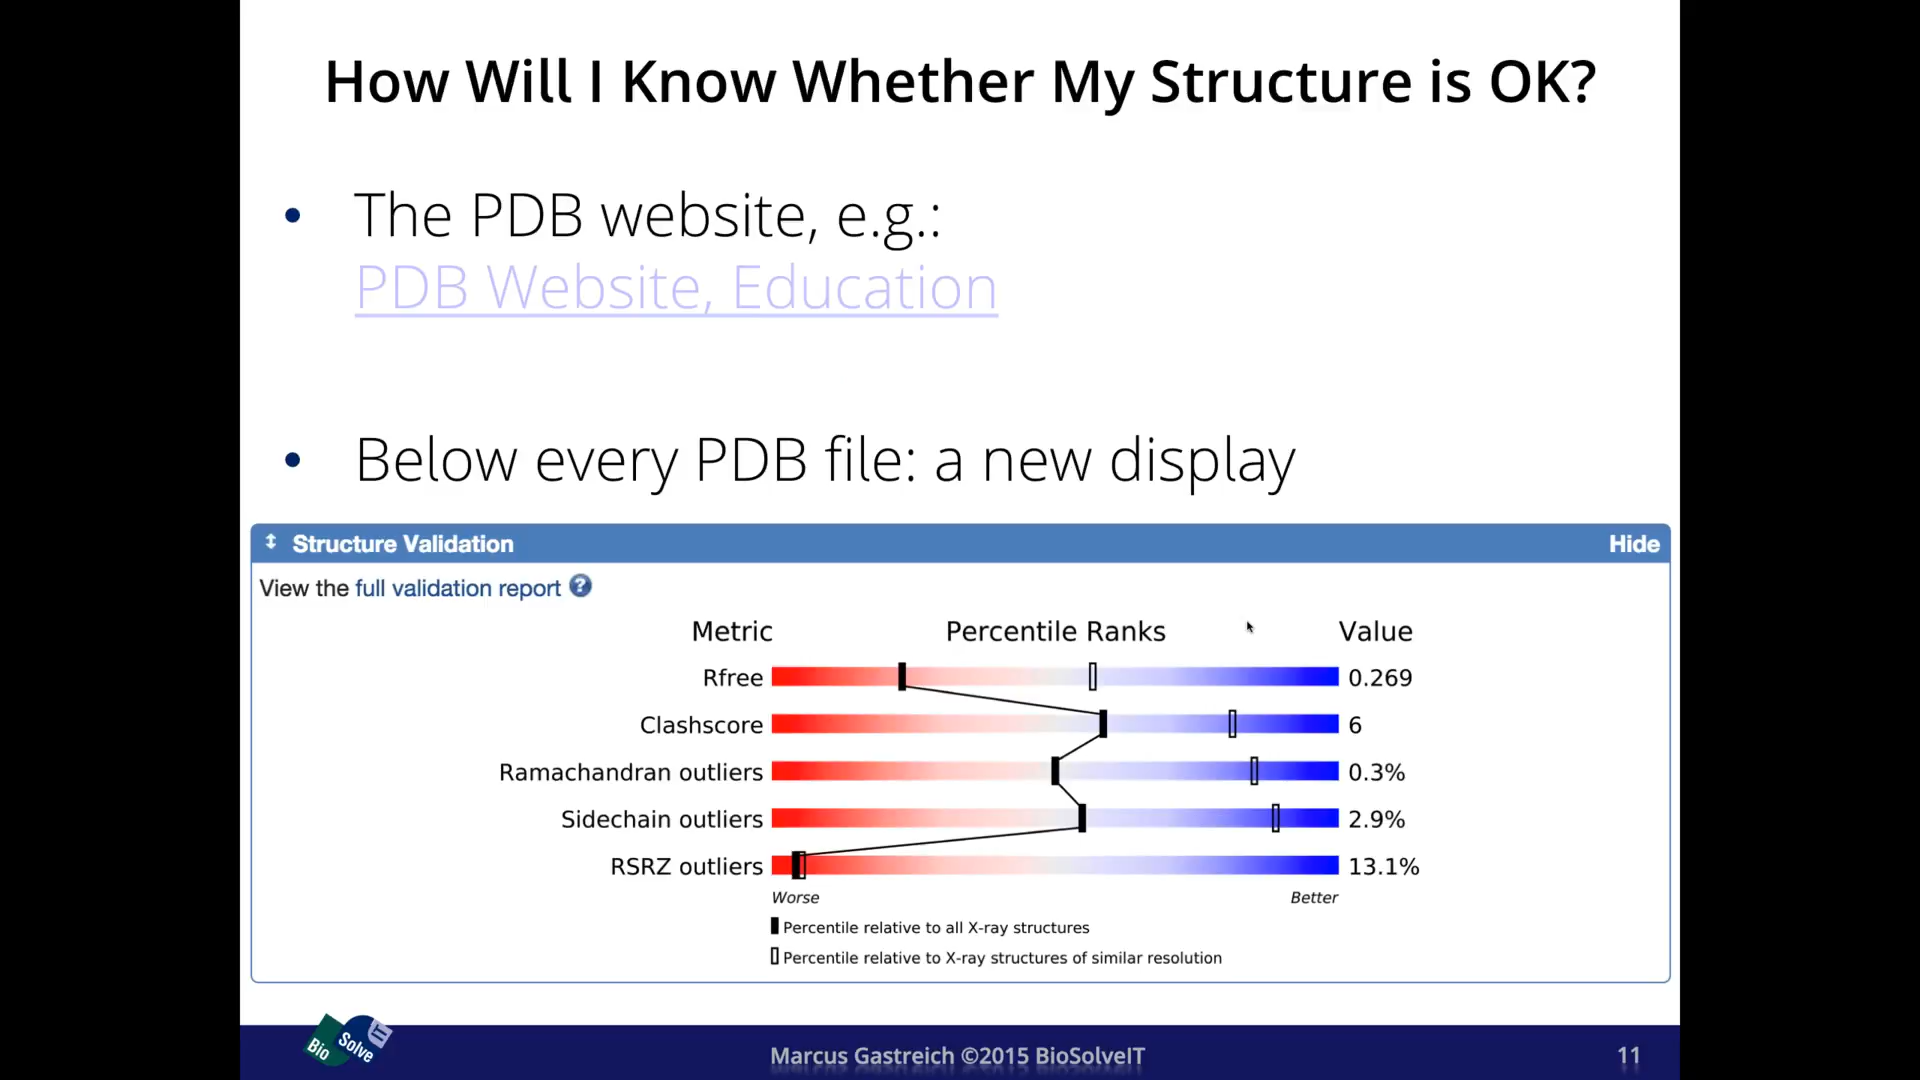 How Will I Know Whether My Structure is OK?
• The PDB website, e.g.:
PDB Website, Education
• Below every PDB file: a new display
Structure Validation Hide
View the full validation report ?
Metric Percentile Ranks Value
Rfree 0.269
Clashscore 6
Ramachandran outliers 0.3%
Sidechain outliers 2.9%
RSRZ outliers 13.1%
Worse Better
Percentile relative to all X-ray structures
Percentile relative to X-ray structures of similar resolution
Bio Solve IT
Marcus Gastreich ©2015 BioSolveIT 11